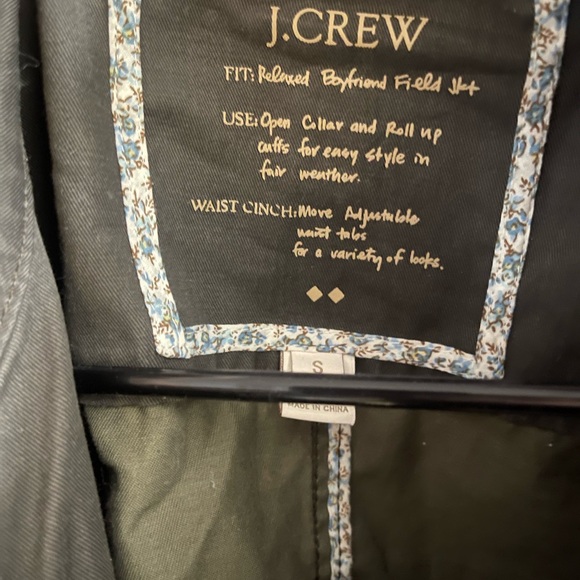 J.CREW
FIT: Relaxed Boyfriend Field Jkt
USE: Open Collar and Roll up
cuffs for easy style in
fair weather.
WAIST CINCH: Move Adjustable
waist tabs
for a variety of looks.
S
MADE IN CHINA